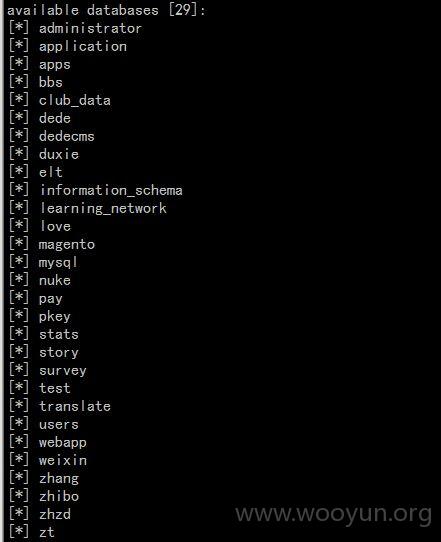 available databases [29]:
[*] administrator
[*] application
[*] apps
[*] bbs
[*] club_data
[*] dede
[*] dedecms
[*] duxie
[*] elt
[*] information_schema
[*] learning_network
[*] love
[*] magento
[*] mysql
[*] nuke
[*] pay
[*] pkey
[*] stats
[*] story
[*] survey
[*] test
[*] translate
[*] users
[*] webapp
[*] weixin
[*] zhang
[*] zhibo
[*] zhzd
[*] zt
www.wooyun.org